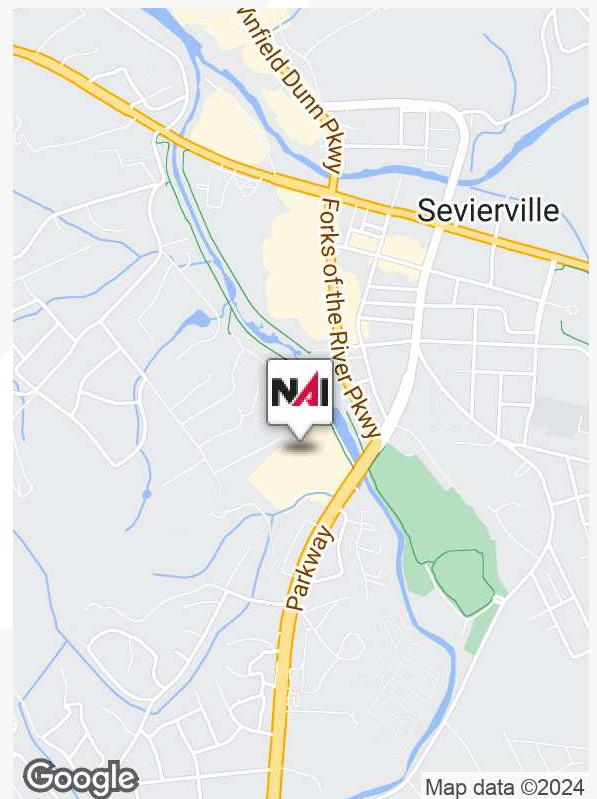 Winfield Dunn Pkwy
Sevierville
Forks of the River Pkwy
NAI
Parkway
Google
Map data ©2024